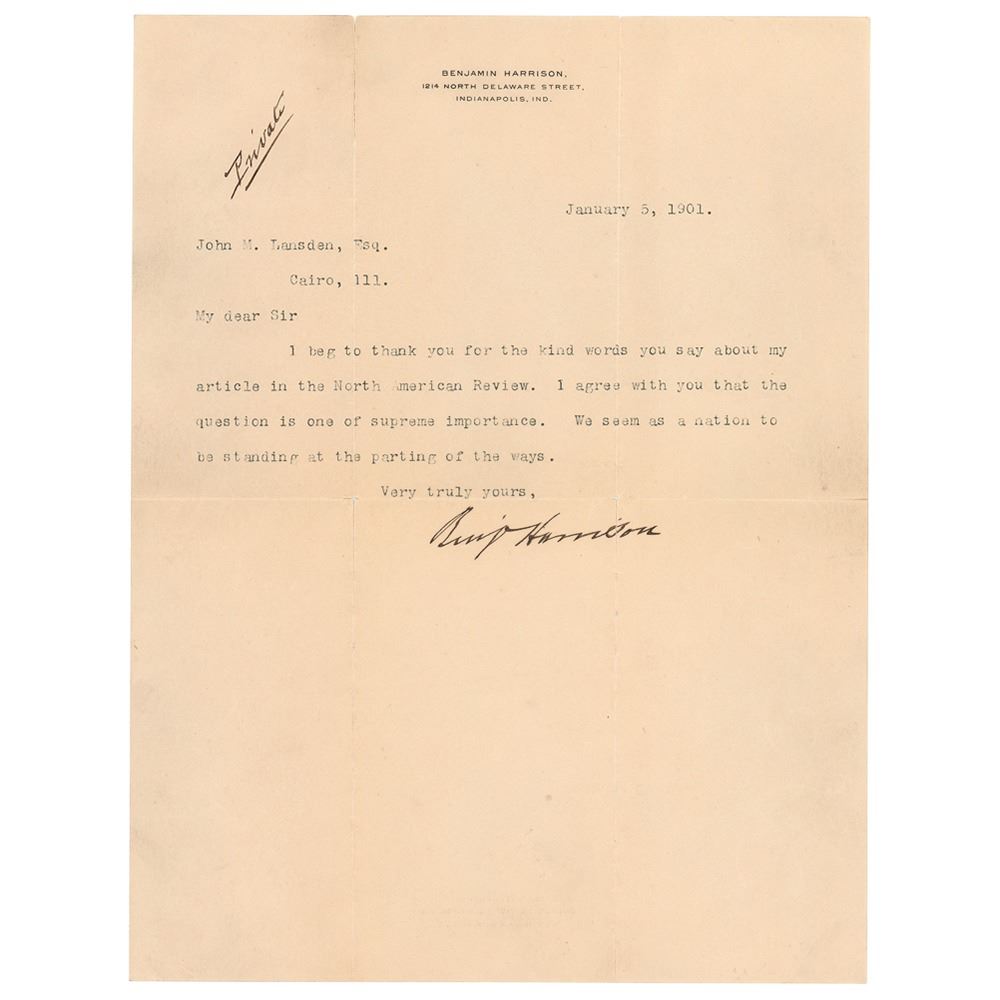 BENJAMIN HARRISON,
1214 NORTH DELAWARE STREET,
INDIANAPOLIS, IND.
Private
January 5, 1901.
John M. Lansden, Esq.
Cairo, lll.
My dear Sir
l beg to thank you for the kind words you say about my
article in the North American Review. I agree with you that the
question is one of supreme importance. We seem as a nation to
be standing at the parting of the ways.
Very truly yours,
Benj Harrison